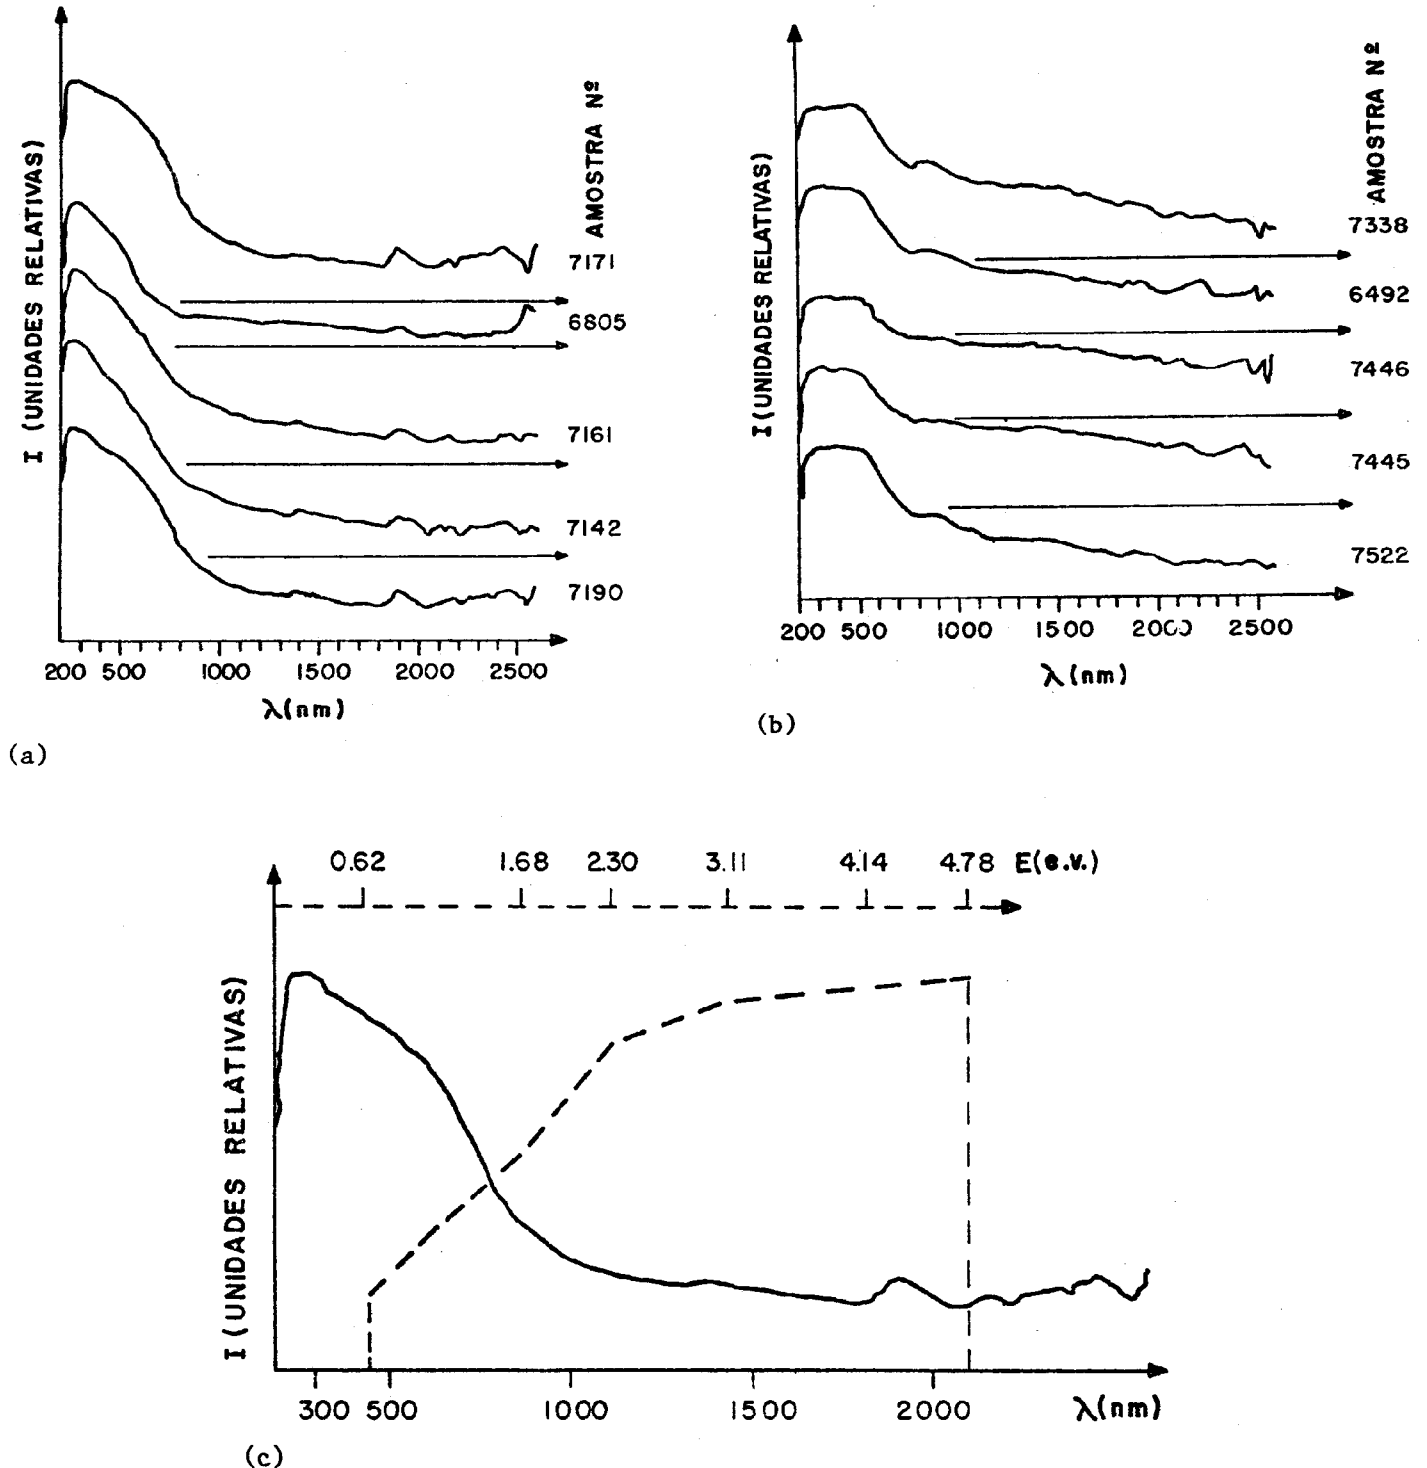 I (UNIDADES RELATIVAS)
AMOSTRA Nº
7171
6805
7161
7142
7190
200 500 1000 1500 2000 2500
λ(nm)
(a)
I (UNIDADES RELATIVAS)
AMOSTRA Nº
7338
6492
7446
7445
7522
200 500 1000 1500 2000 2500
λ(nm)
(b)
0.62 1.68 2.30 3.11 4.14 4.78 E(e.v.)
I (UNIDADES RELATIVAS)
300 500 1000 1500 2000 λ(nm)
(c)